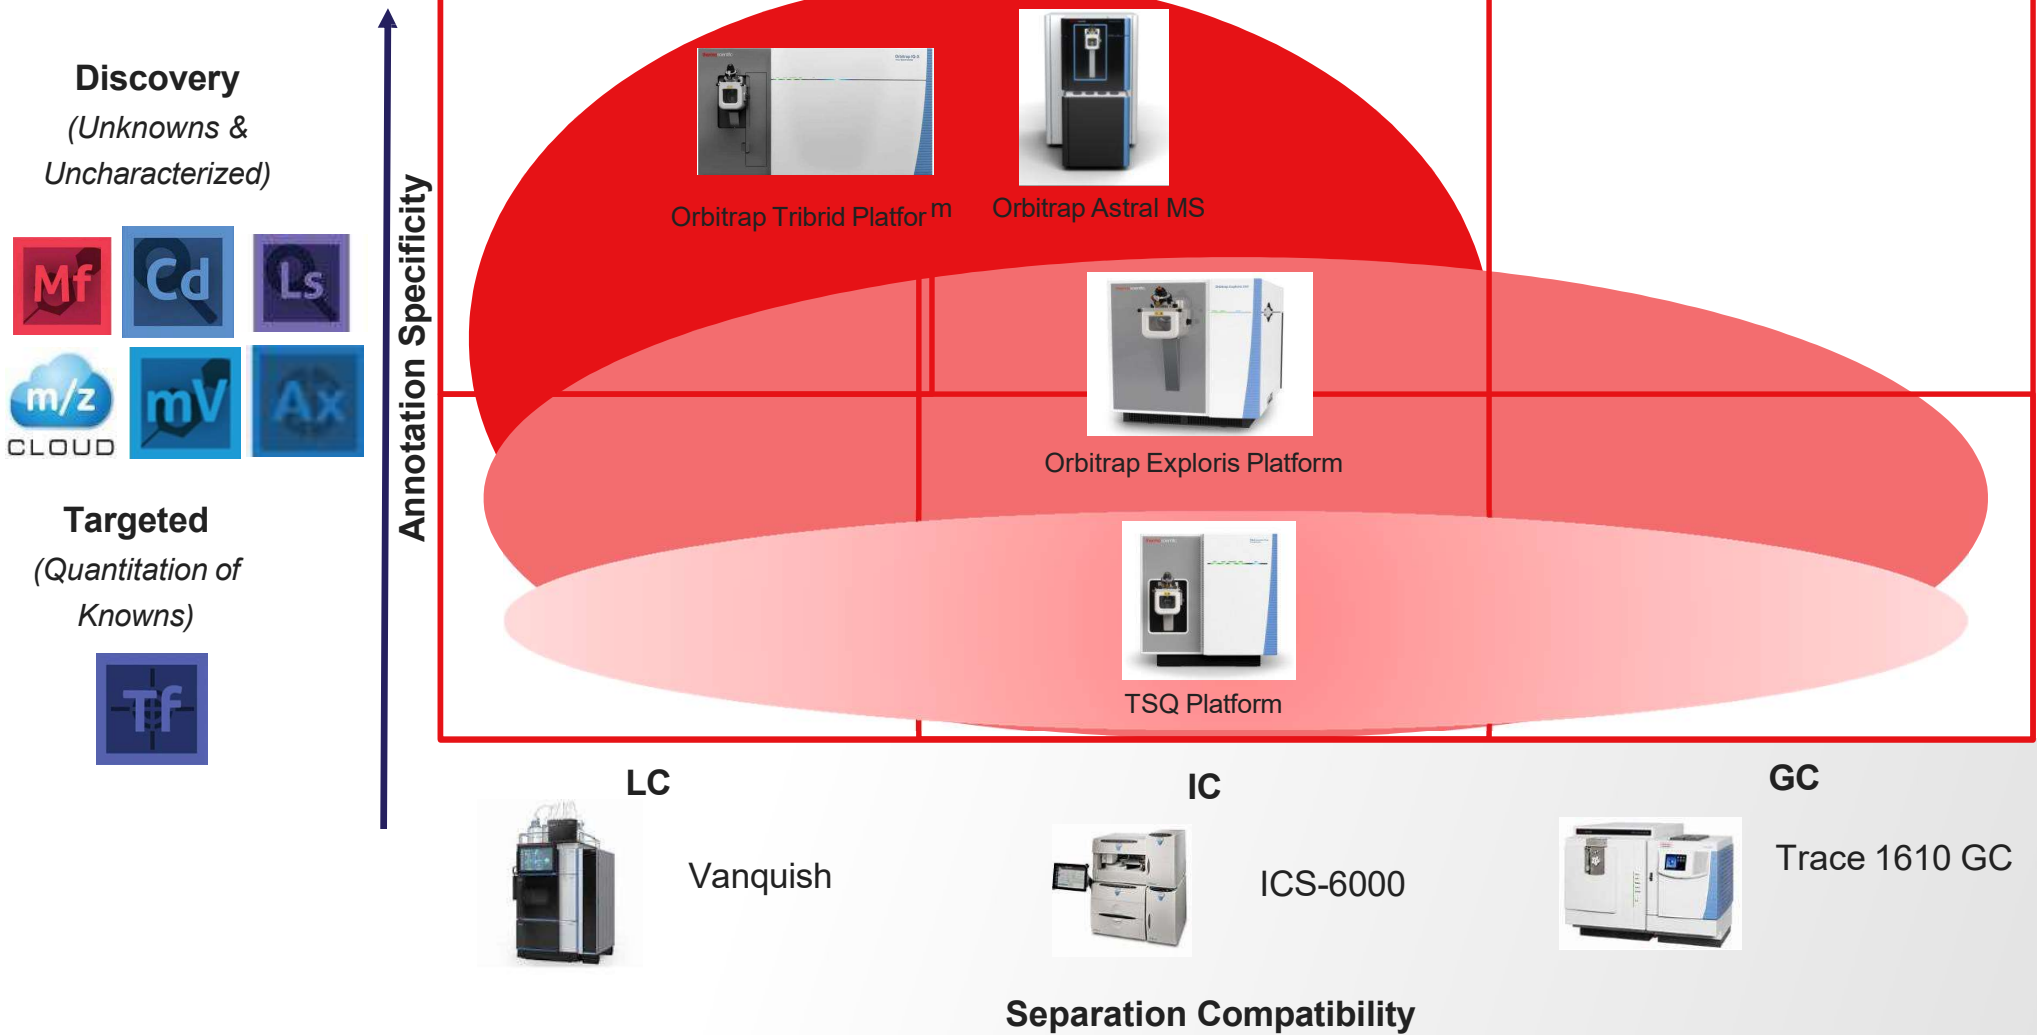 Discovery
(Unknowns &
Uncharacterized)
Mf
Cd
Ls
m/z
CLOUD
mV
Ax
Targeted
(Quantitation of
Knowns)
Tf
Annotation Specificity
Orbitrap Tribrid Platform
Orbitrap Astral MS
Orbitrap Exploris Platform
TSQ Platform
LC
Vanquish
IC
ICS-6000
GC
Trace 1610 GC
Separation Compatibility